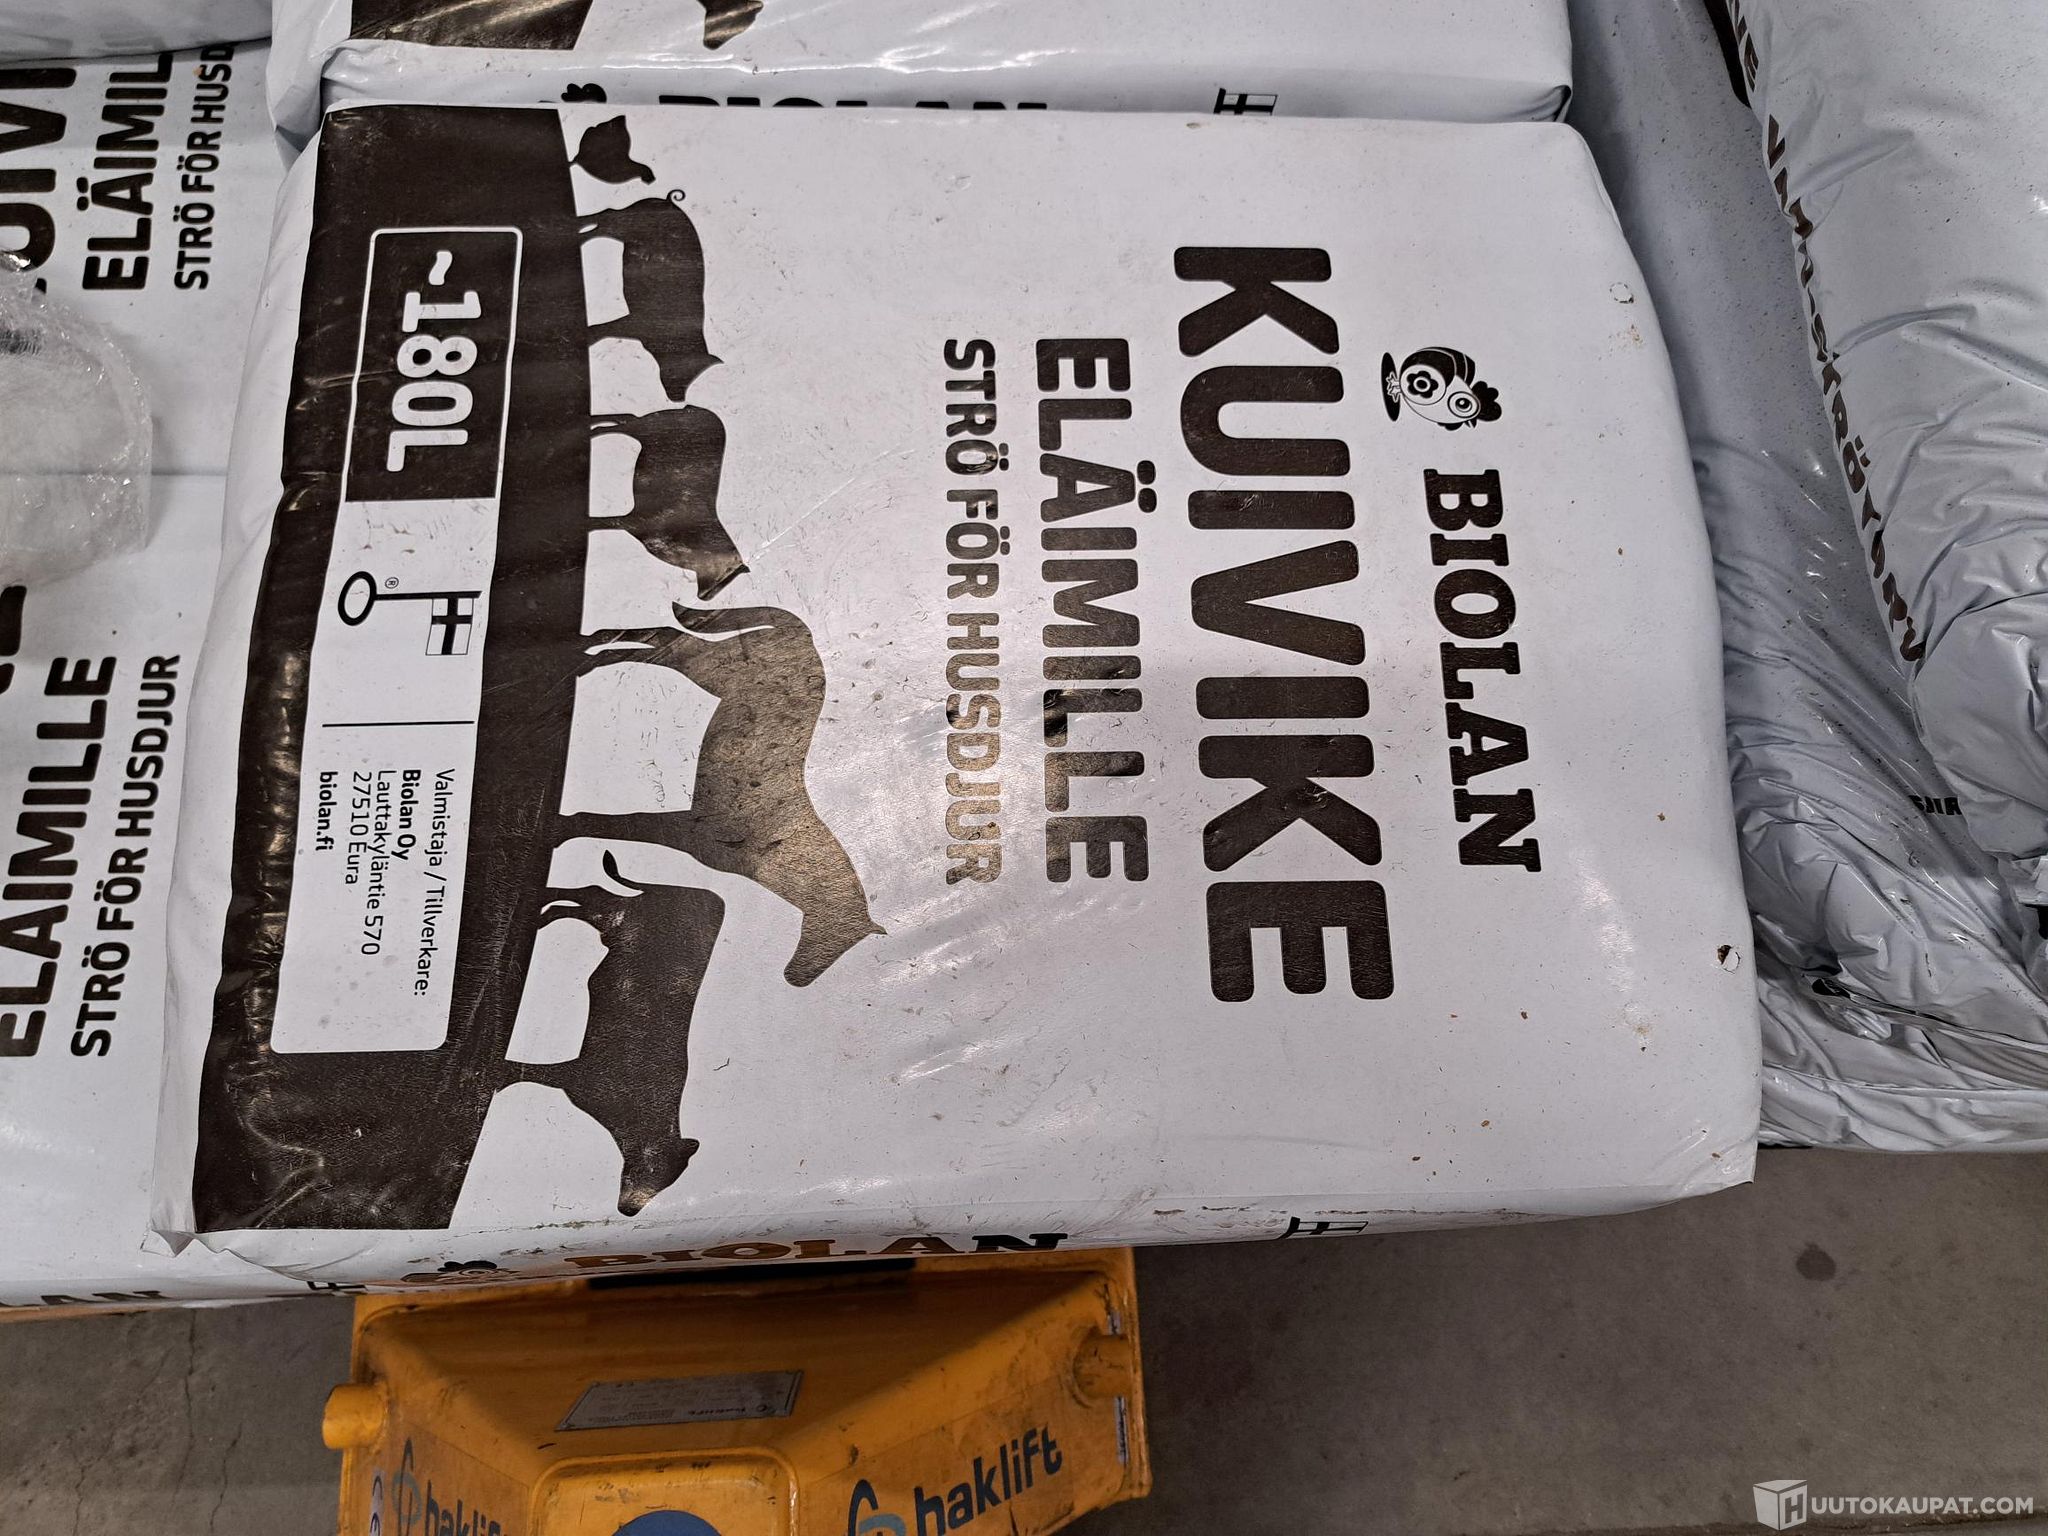 BIOLAN
KUIVIKE
ELÄIMILLE
STRÖ FÖR HUSDJUR
~180L
®
Valmistaja / Tillverkare:
Biolan Oy
Lauttakyläntie 570
27510 Eura
biolan.fi
BIOLAN
BIOLAN
ELÄIMILLE
STRÖ FÖR HUSDJUR
haklift
haklift
HUUTOKAUPAT.COM